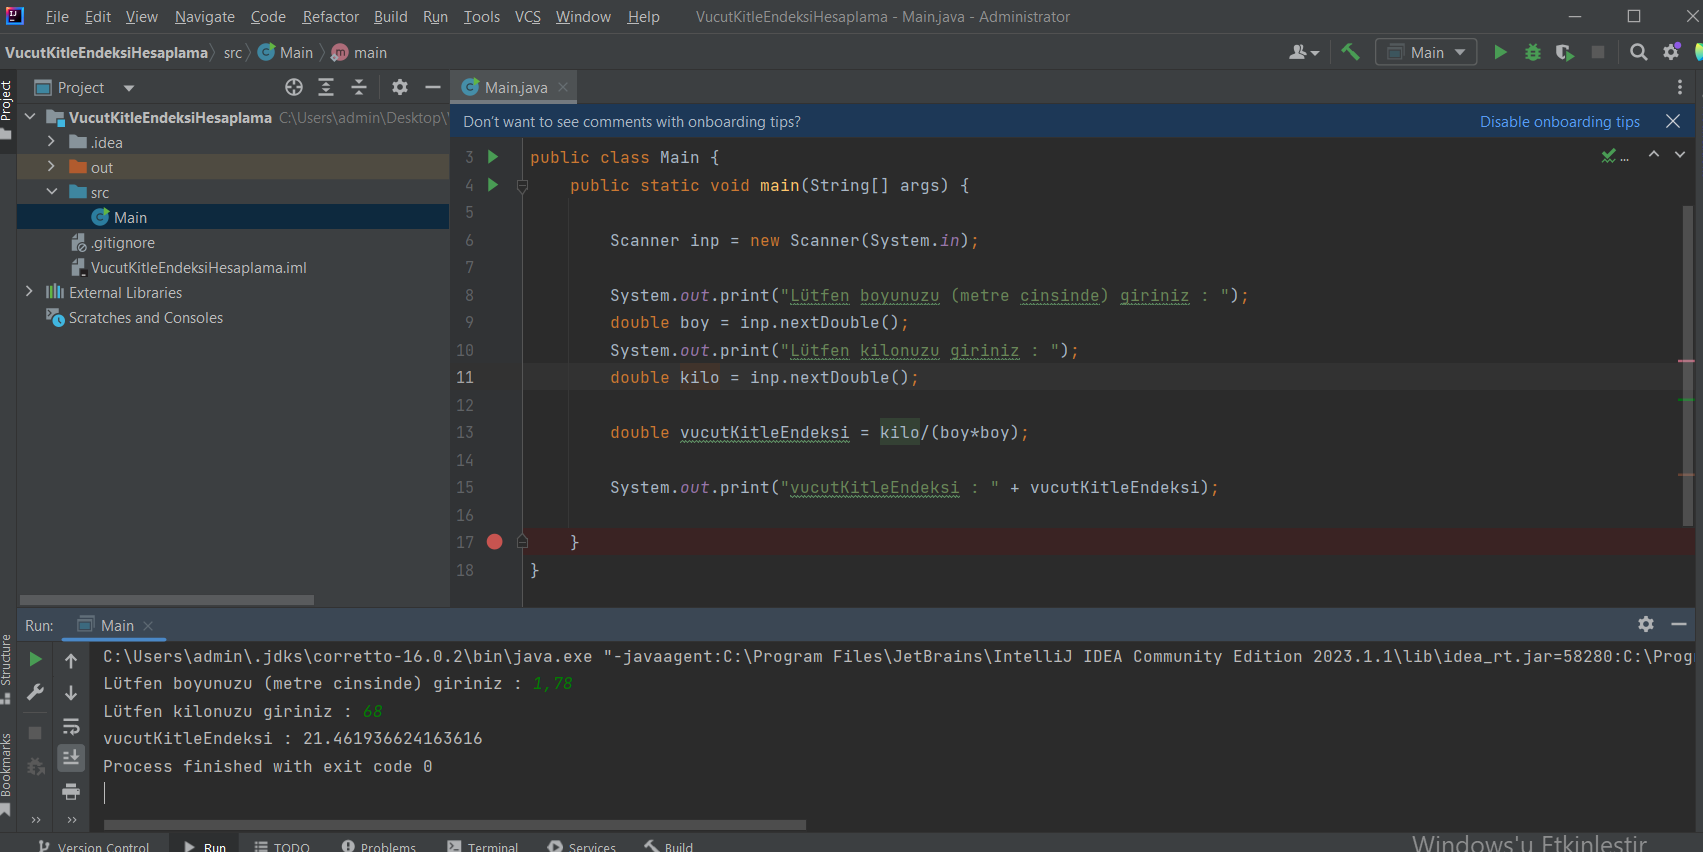 File Edit View Navigate Code Refactor Build Run Tools VCS Window Help VucutKitleEndeksiHesaplama - Main.java - Administrator
VucutKitleEndeksiHesaplama src Main main
Main
Project
Main.java
Project
VucutKitleEndeksiHesaplama C:\Users\admin\Desktop\
.idea
out
src
Main
.gitignore
VucutKitleEndeksiHesaplama.iml
External Libraries
Scratches and Consoles
Don't want to see comments with onboarding tips? Disable onboarding tips
3 public class Main {
4 public static void main(String[] args) {
5
6 Scanner inp = new Scanner(System.in);
7
8 System.out.print("Lütfen boyunuzu (metre cinsinde) giriniz : ");
9 double boy = inp.nextDouble();
10 System.out.print("Lütfen kilonuzu giriniz : ");
11 double kilo = inp.nextDouble();
12
13 double vucutKitleEndeksi = kilo/(boy*boy);
14
15 System.out.print("vucutKitleEndeksi : " + vucutKitleEndeksi);
16
17 }
18 }
Run: Main
C:\Users\admin\.jdks\corretto-16.0.2\bin\java.exe "-javaagent:C:\Program Files\JetBrains\IntelliJ IDEA Community Edition 2023.1.1\lib\idea_rt.jar=58280:C:\Prog
Lütfen boyunuzu (metre cinsinde) giriniz : 1,78
Lütfen kilonuzu giriniz : 68
vucutKitleEndeksi : 21.461936624163616
Process finished with exit code 0
Structure
Bookmarks
Version Control Run TODO Problems Terminal Services Build
Windows'u Etkinleştir